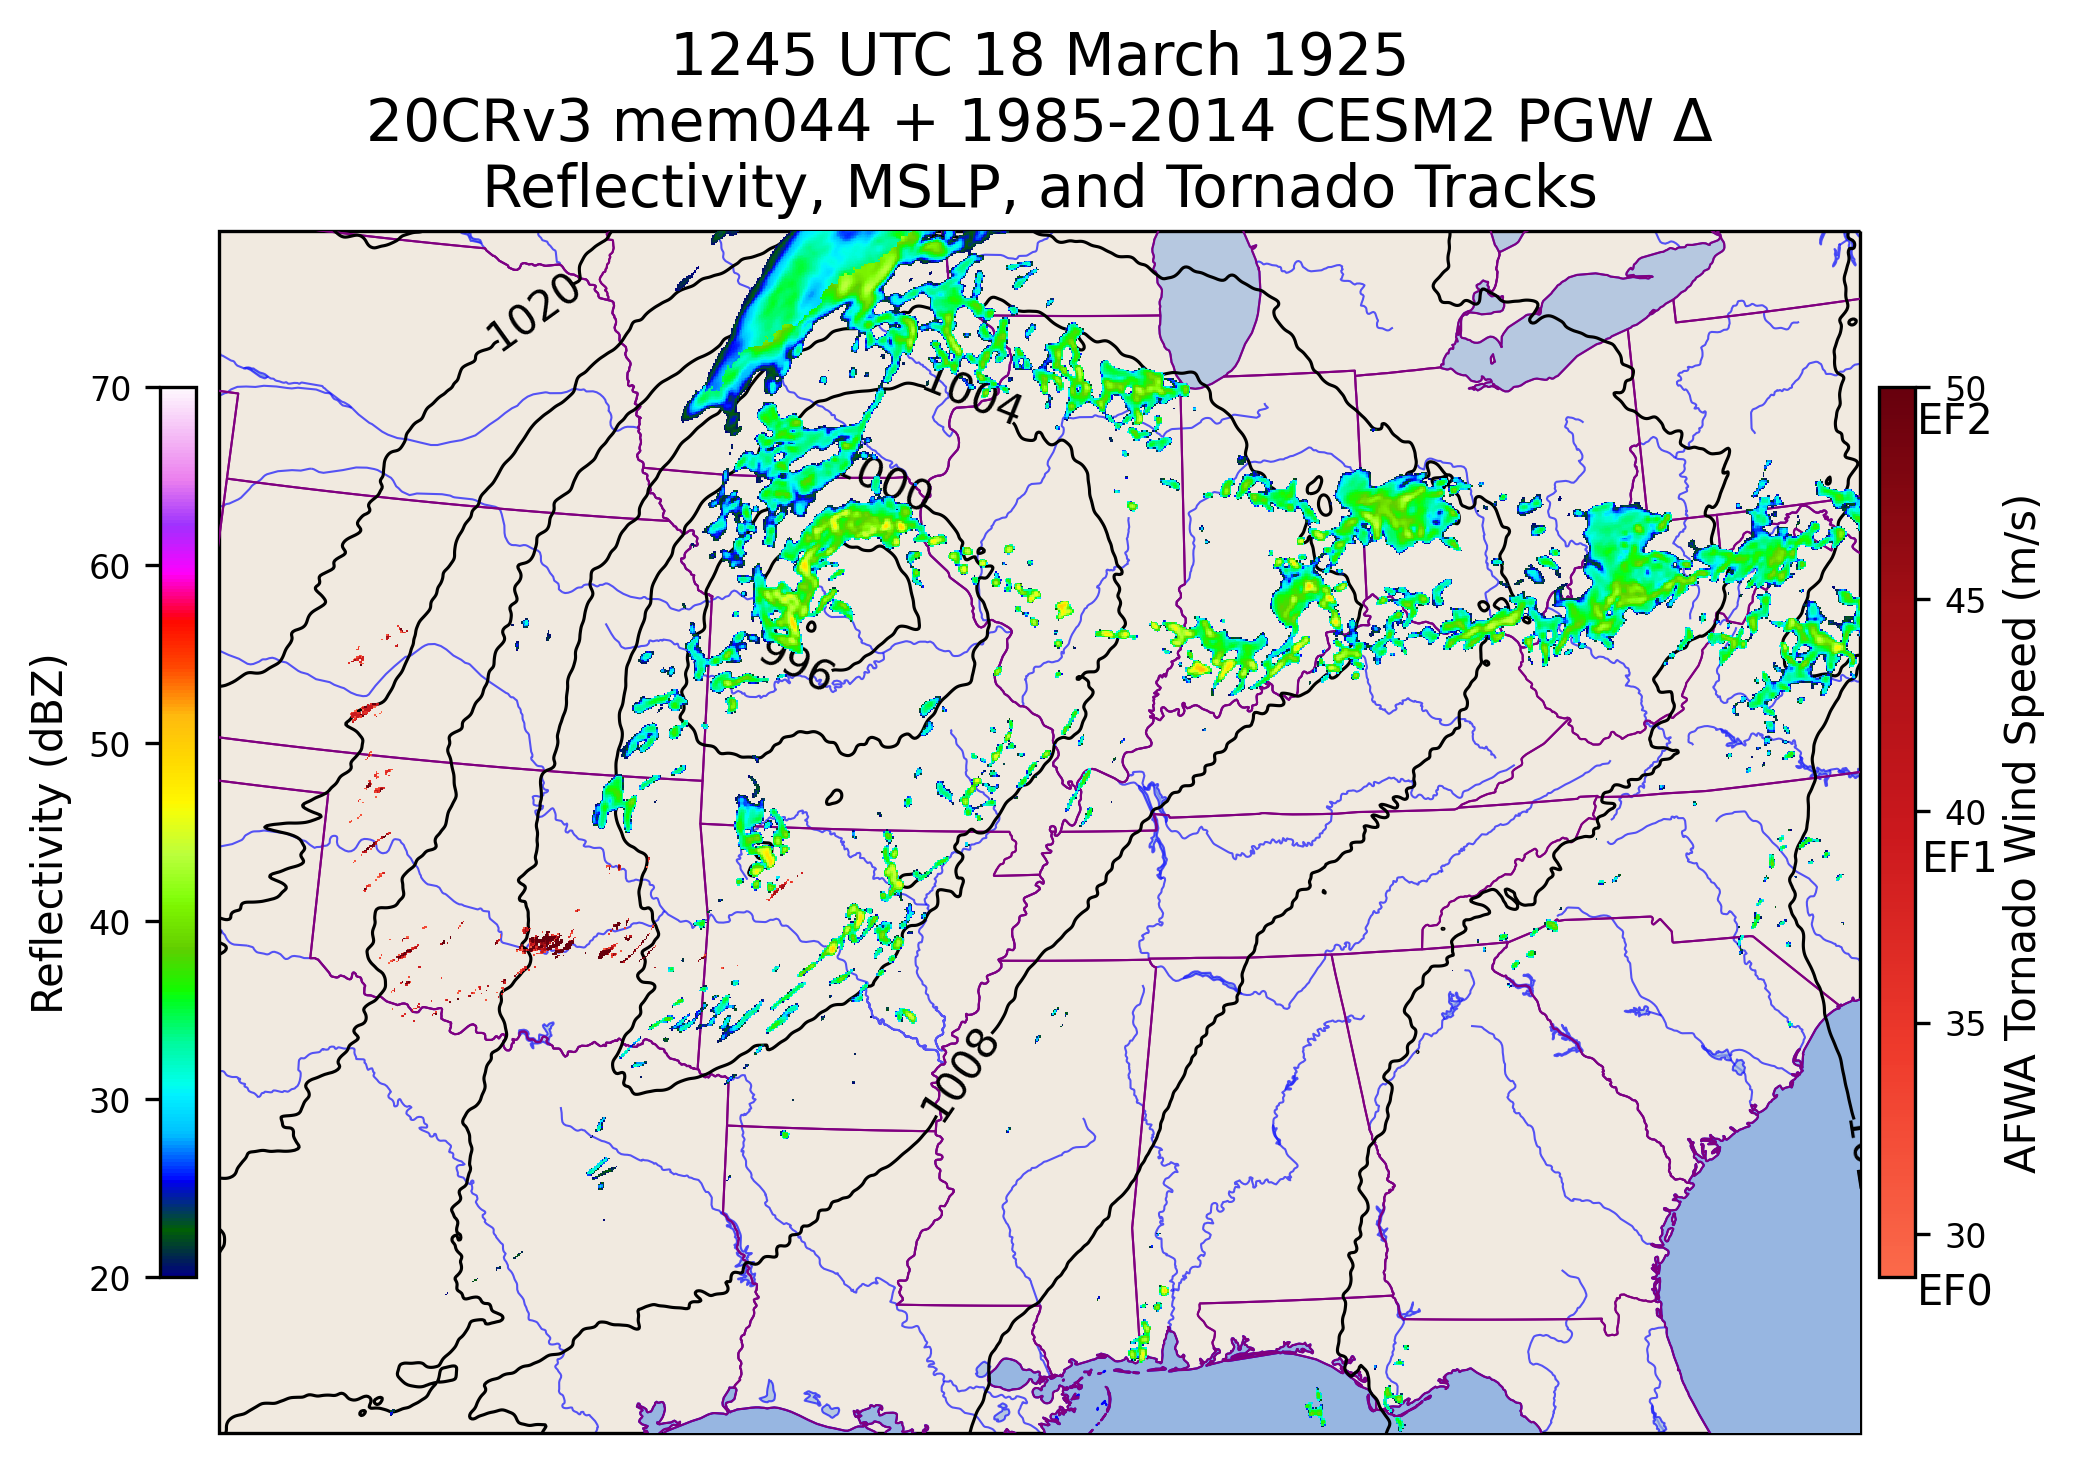 1245 UTC 18 March 1925
20CRv3 mem044 + 1985-2014 CESM2 PGW Δ
Reflectivity, MSLP, and Tornado Tracks
Reflectivity (dBZ)
70
60
50
40
30
20
1020
1004
1000
996
1008
50
EF2
45
40
EF1
35
30
EF0
AFWA Tornado Wind Speed (m/s)